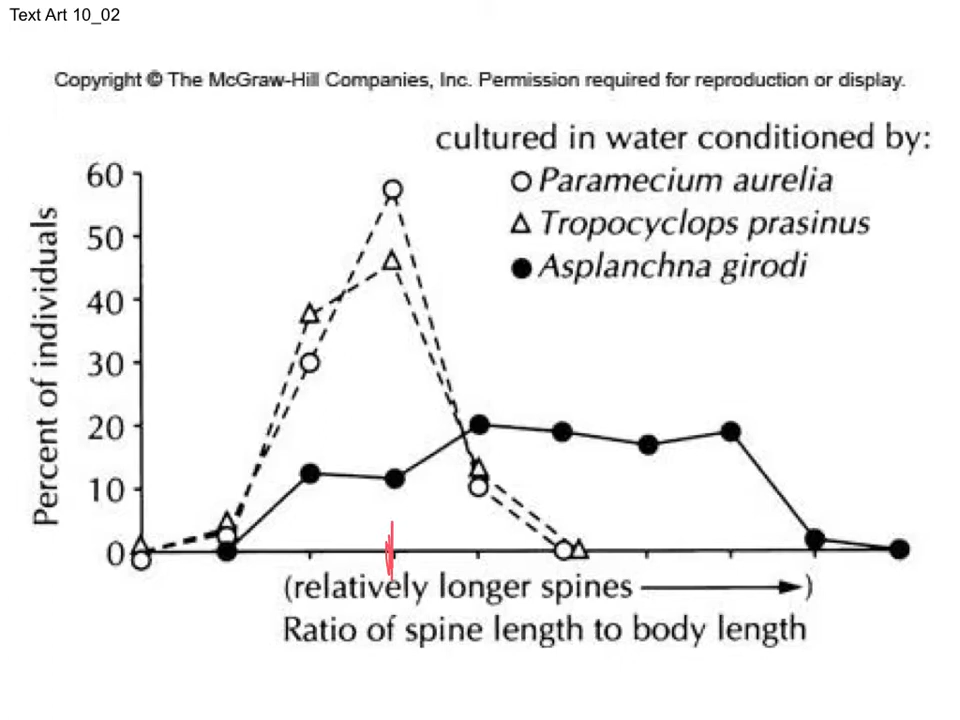 Text Art 10_02
Copyright © The McGraw-Hill Companies, Inc. Permission required for reproduction or display.
cultured in water conditioned by:
Paramecium aurelia
Tropocyclops prasinus
Asplanchna girodi
Percent of individuals
60
50
40
30
20
10
0
(relatively longer spines )
Ratio of spine length to body length